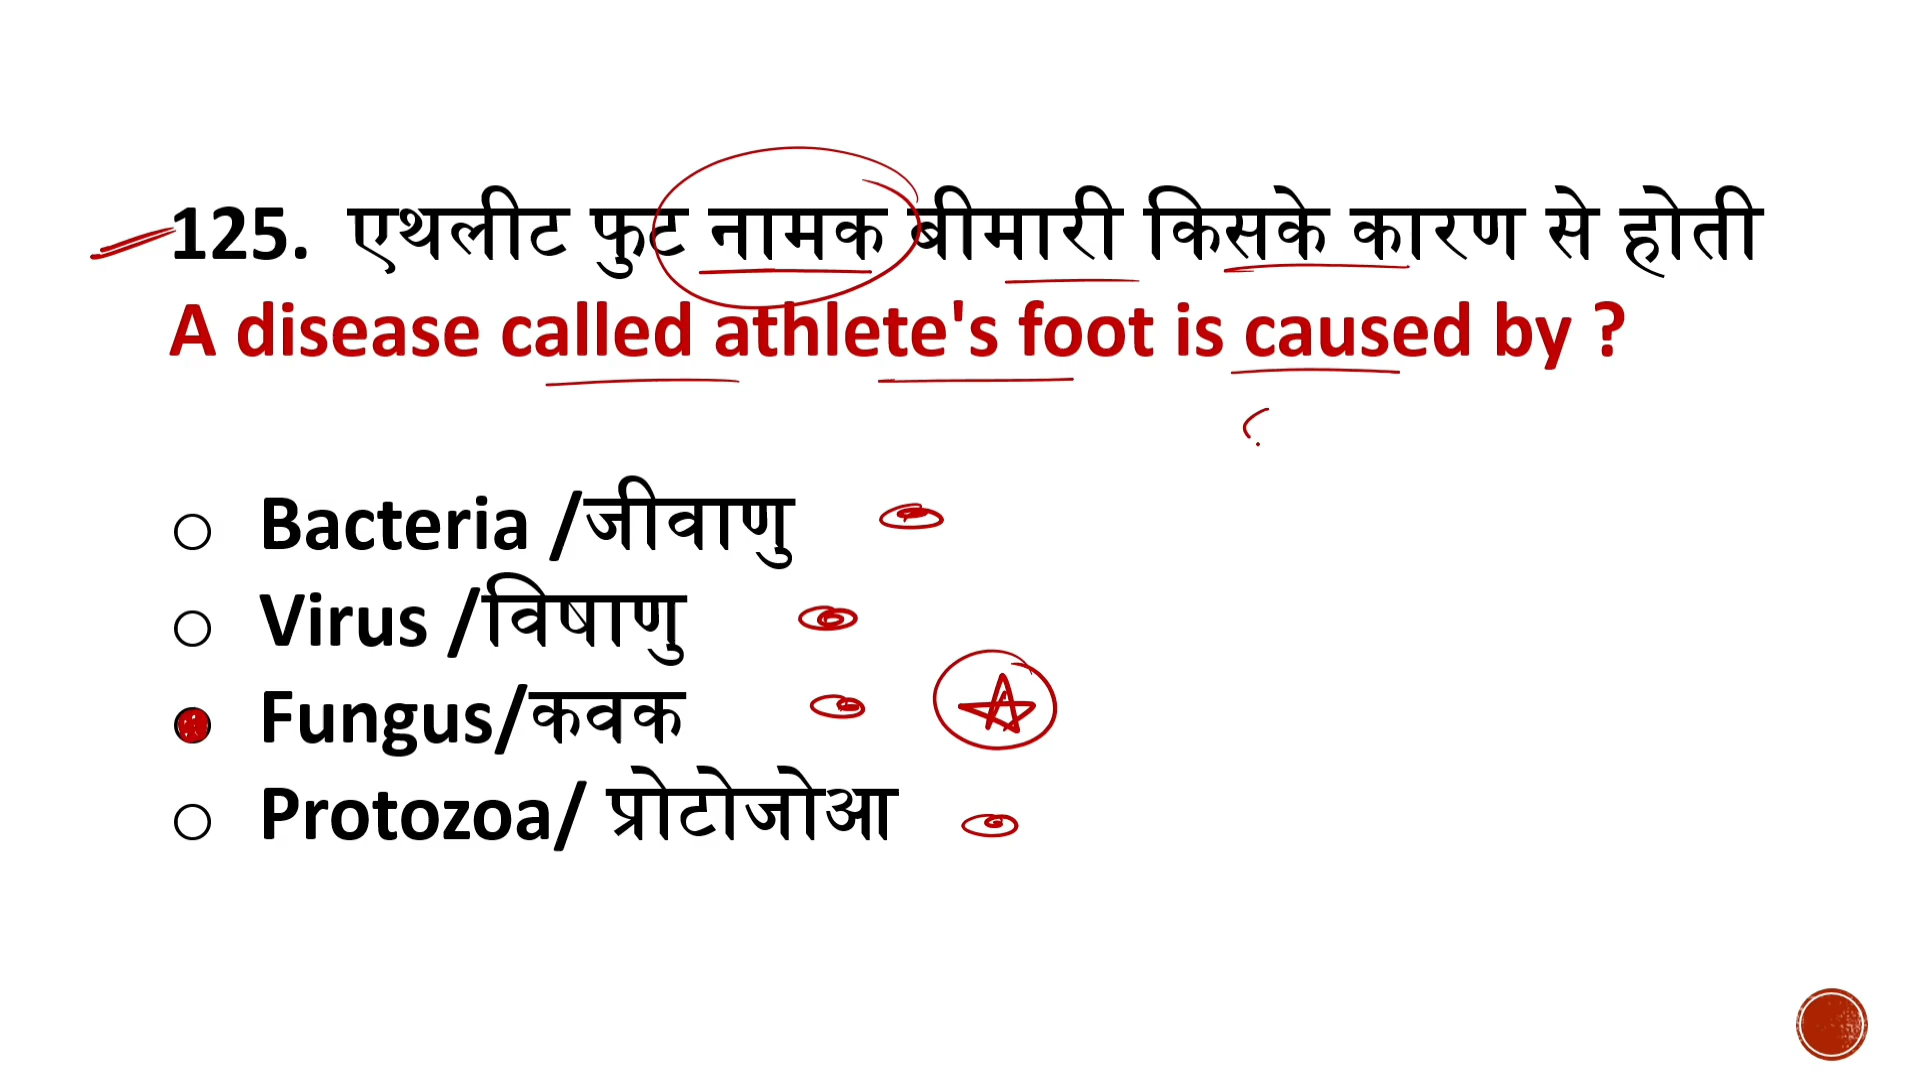 125. एथलीट फुट नामक बीमारी किसके कारण से होती
A disease called athlete's foot is caused by ?
Bacteria /जीवाणु
Virus /विषाणु
Fungus/कवक
Protozoa/ प्रोटोजोआ